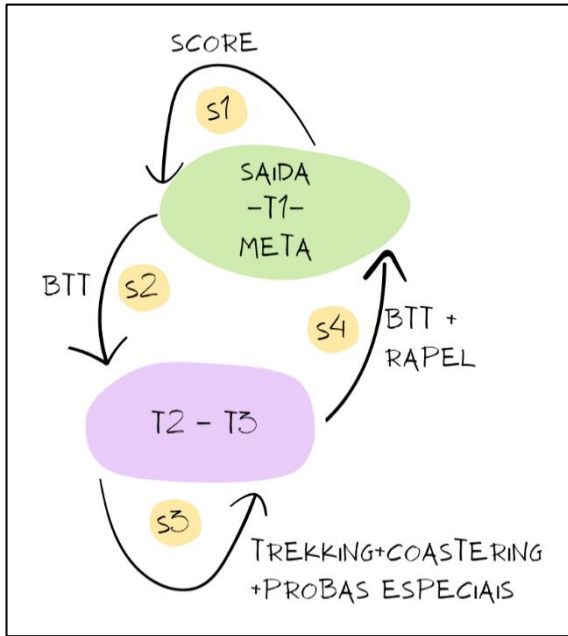 SCORE
S1
SAIDA
-T1-
META
BTT
S2
S4
BTT +
RAPEL
T2 - T3
S3
TREKKING+COASTERING
+PROBAS ESPECIAIS